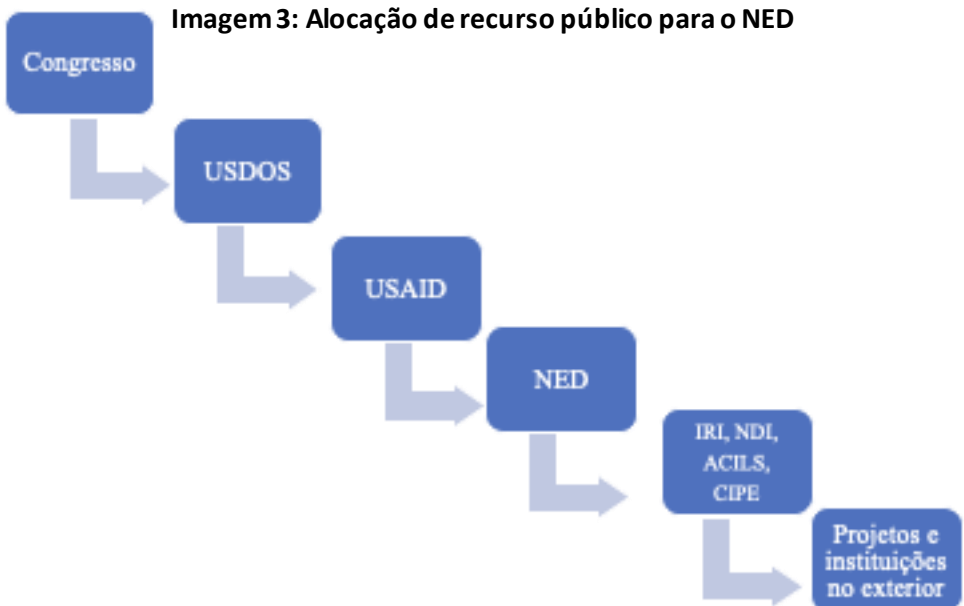 Imagem 3: Alocação de recurso público para o NED
Congresso
USDOS
USAID
NED
IRI, NDI,
ACILS,
CIPE
Projetos e
instituições
no exterior